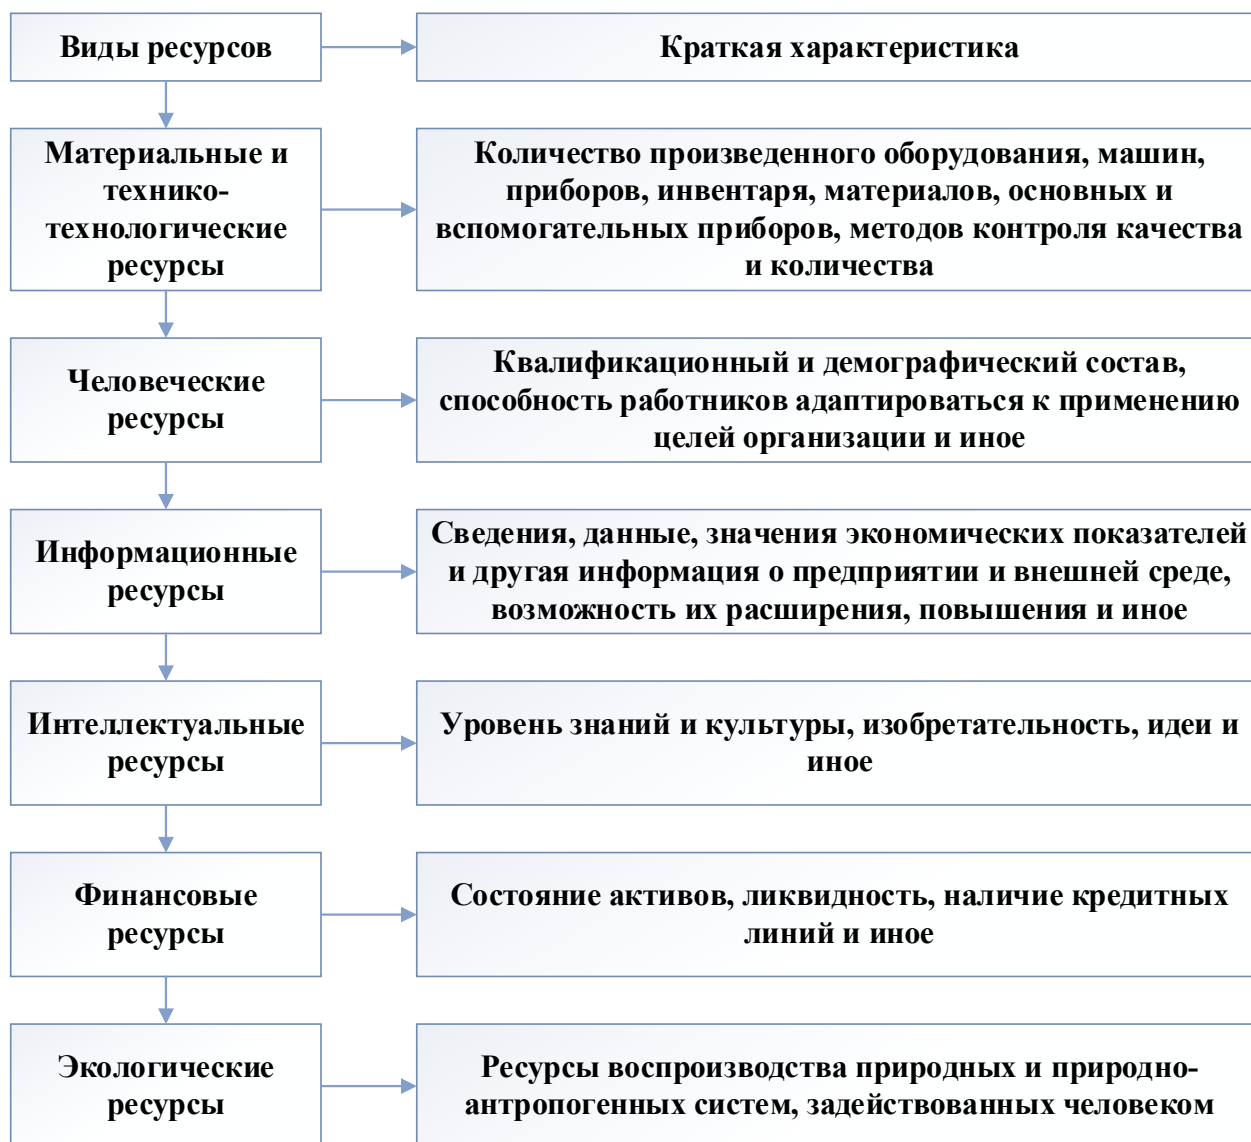 Виды ресурсов
Краткая характеристика
Материальные и
технико-
технологические
ресурсы
Количество произведенного оборудования, машин,
приборов, инвентаря, материалов, основных и
вспомогательных приборов, методов контроля качества
и количества
Человеческие
ресурсы
Квалификационный и демографический состав,
способность работников адаптироваться к применению
целей организации и иное
Информационные
ресурсы
Сведения, данные, значения экономических показателей
и другая информация о предприятии и внешней среде,
возможность их расширения, повышения и иное
Интеллектуальные
ресурсы
Уровень знаний и культуры, изобретательность, идеи и
иное
Финансовые
ресурсы
Состояние активов, ликвидность, наличие кредитных
линий и иное
Экологические
ресурсы
Ресурсы воспроизводства природных и природно-
антропогенных систем, задействованных человеком